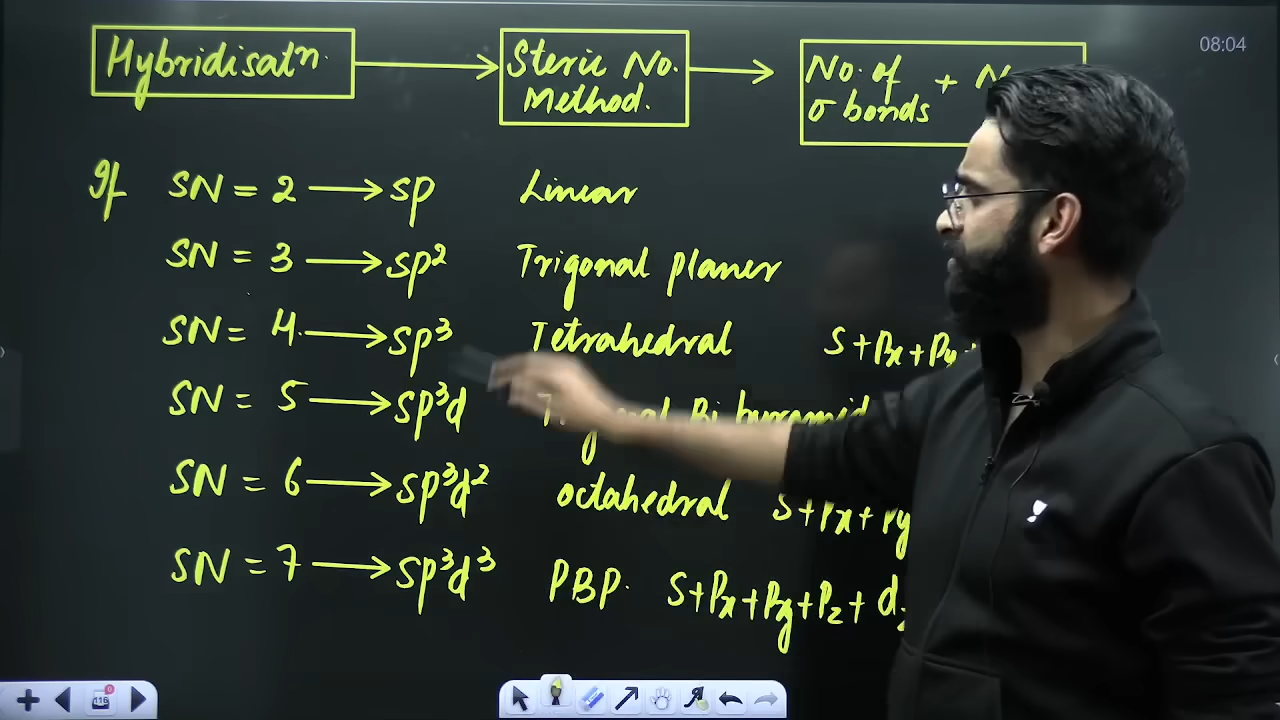 08:04
Hybridisatn. Steric No. Method. No. of σ bonds +
If SN = 2 → sp Linear
SN = 3 → sp² Trigonal planer
SN = 4. → sp³ Tetrahedral S+Px+Py
SN = 5 → sp³d
SN = 6 → sp³d² octahedral S+Px+Py
SN = 7 → sp³d³ PBP. S+Px+Py+Pz+
116